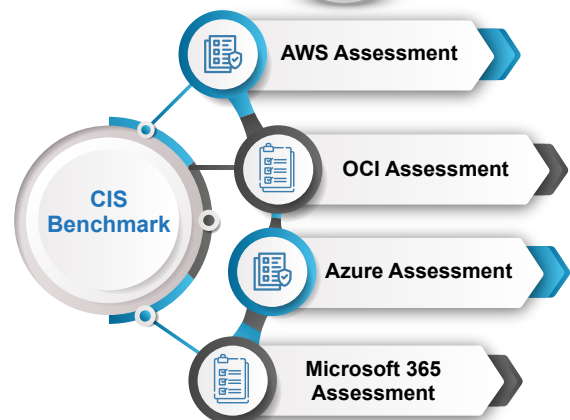 AWS Assessment
OCI Assessment
CIS
Benchmark
Azure Assessment
Microsoft 365
Assessment